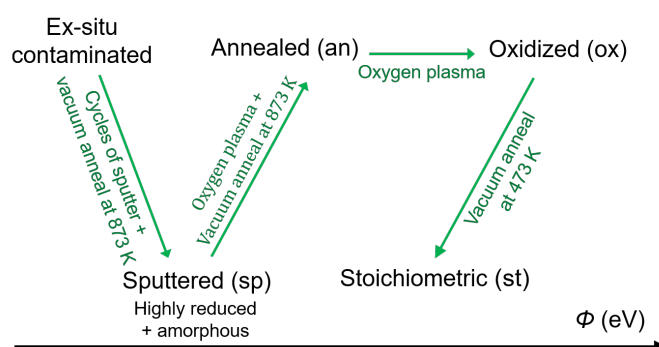 Ex-situ
contaminated
Cycles of sputter +
vacuum anneal at 873 K
Sputtered (sp)
Highly reduced
+ amorphous
Oxygen plasma +
Vacuum anneal at 873 K
Annealed (an)
Oxygen plasma
Oxidized (ox)
Vacuum anneal
at 473 K
Stoichiometric (st)
Φ (eV)